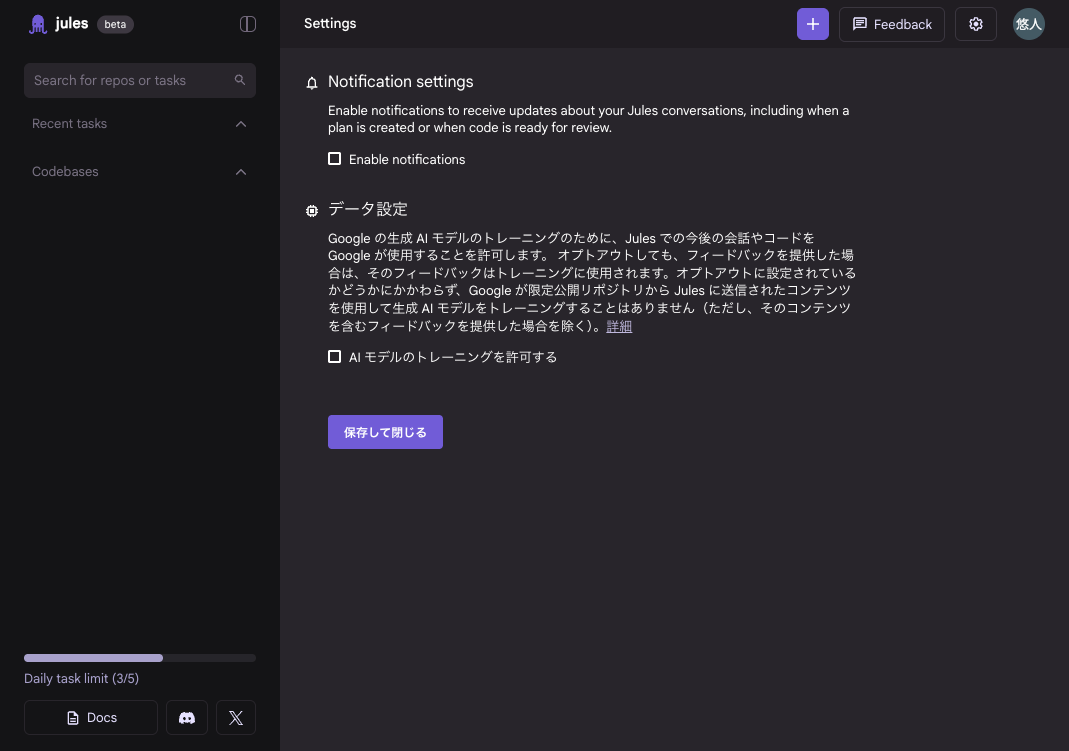 jules beta
Settings
Feedback
悠人
Search for repos or tasks
Recent tasks
Codebases
Notification settings
Enable notifications to receive updates about your Jules conversations, including when a
plan is created or when code is ready for review.
Enable notifications
データ設定
Google の生成 AI モデルのトレーニングのために、Jules での今後の会話やコードを
Google が使用することを許可します。 オプトアウトしても、フィードバックを提供した場
合は、そのフィードバックはトレーニングに使用されます。オプトアウトに設定されている
かどうかにかかわらず、Google が限定公開リポジトリから Jules に送信されたコンテンツ
を使用して生成 AI モデルをトレーニングすることはありません（ただし、そのコンテンツ
を含むフィードバックを提供した場合を除く）。詳細
AI モデルのトレーニングを許可する
保存して閉じる
Daily task limit (3/5)
Docs